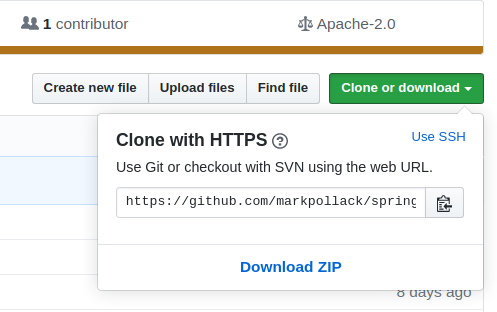 1 contributor
Apache-2.0
Create new file
Upload files
Find file
Clone or download
Clone with HTTPS
Use SSH
Use Git or checkout with SVN using the web URL.
https://github.com/markpollack/spring
Download ZIP
8 days ago